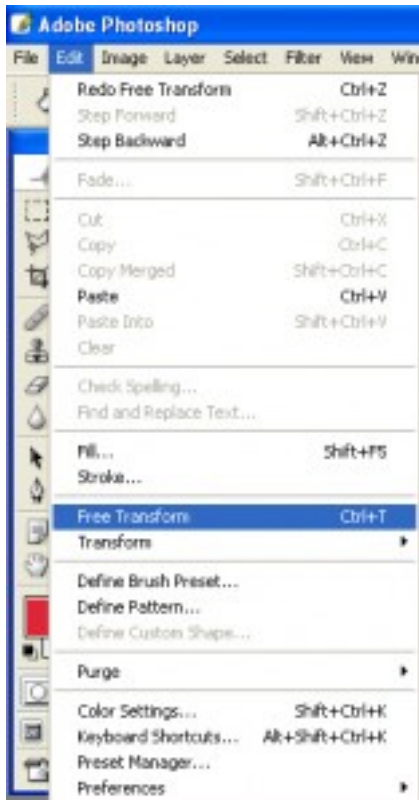 Adobe Photoshop
File Edit Image Layer Select Filter View Win
Redo Free Transform Ctrl+Z
Step Forward Shift+Ctrl+Z
Step Backward Alt+Ctrl+Z
Fade... Shift+Ctrl+F
Cut Ctrl+X
Copy Ctrl+C
Copy Merged Shift+Ctrl+C
Paste Ctrl+V
Paste Into Shift+Ctrl+V
Clear
Check Spelling...
Find and Replace Text...
Fill... Shift+F5
Stroke...
Free Transform Ctrl+T
Transform
Define Brush Preset...
Define Pattern...
Define Custom Shape...
Purge
Color Settings... Shift+Ctrl+K
Keyboard Shortcuts... Alt+Shift+Ctrl+K
Preset Manager...
Preferences